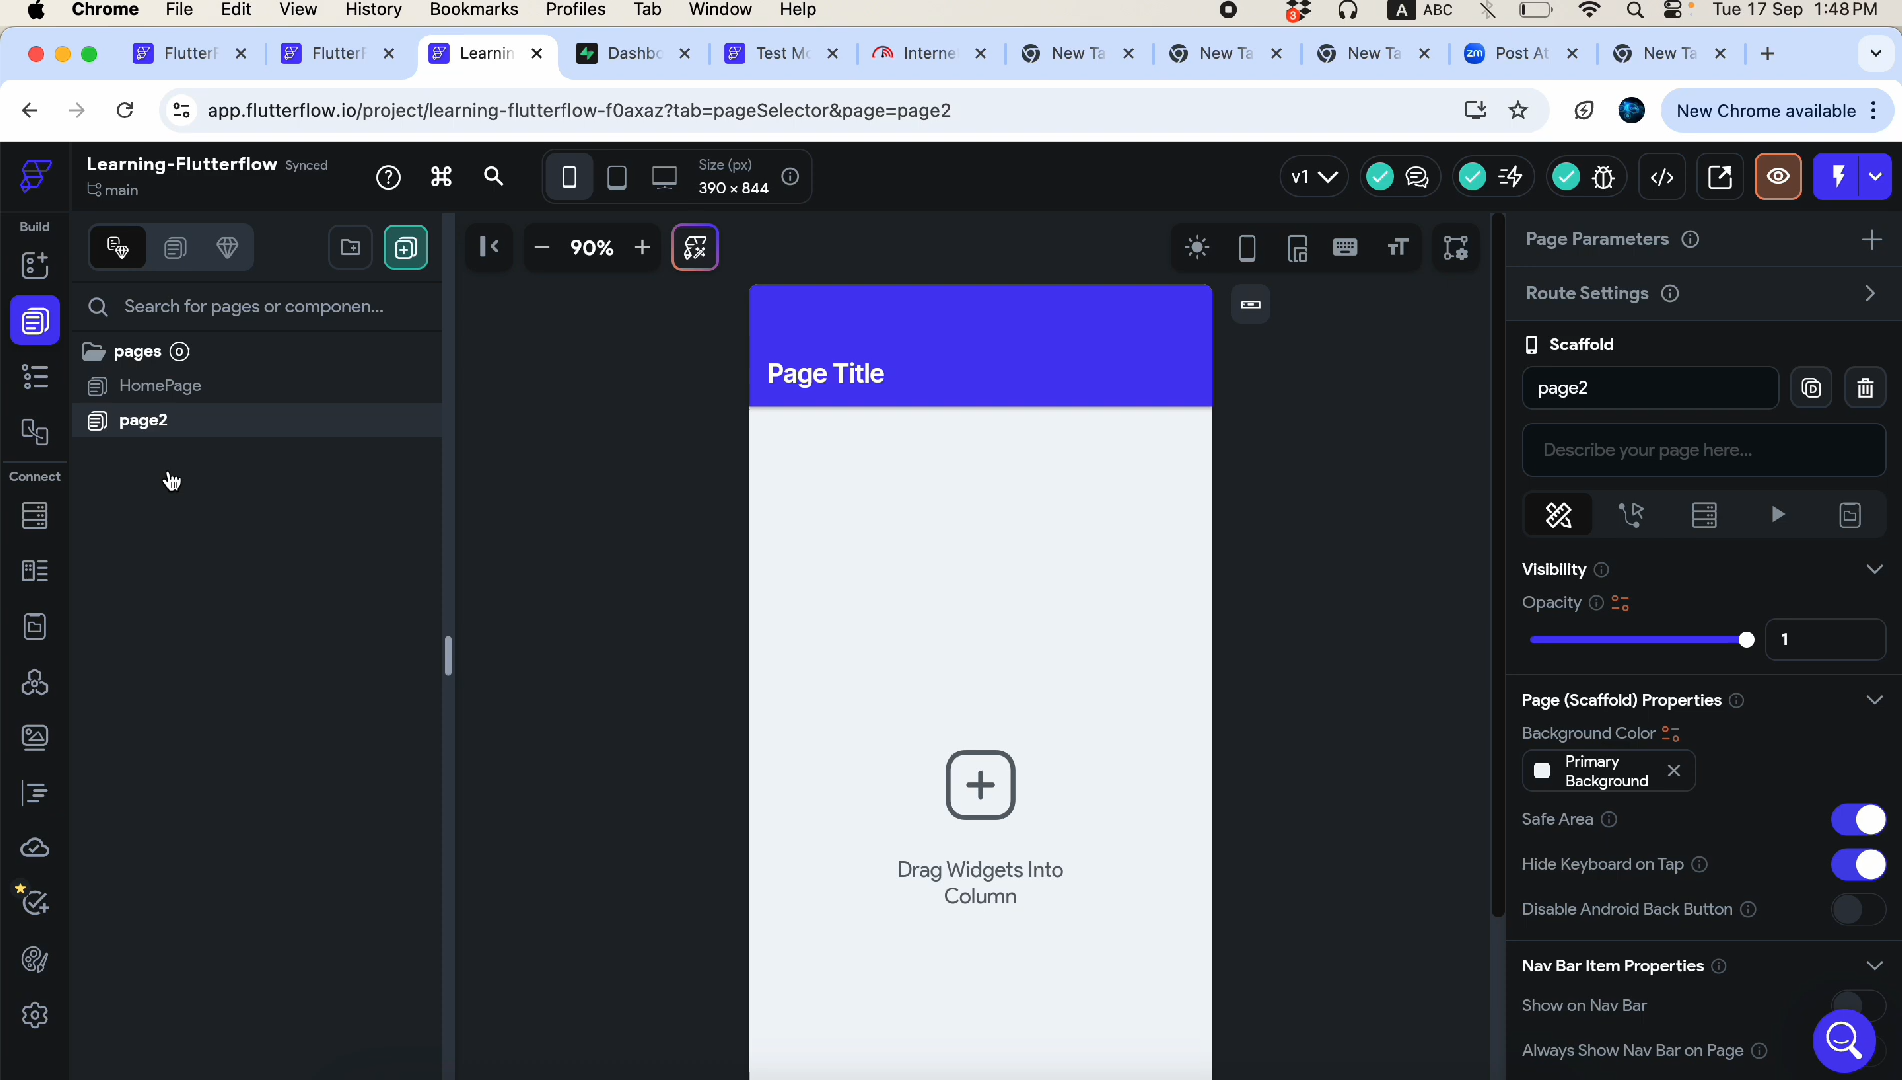 Chrome File Edit View History Bookmarks Profiles Tab Window Help 3 A ABC Tue 17 Sep 1:48 PM
FlutterF FlutterF Learnin Dashbo Test Mo Interne New Ta New Ta New Ta zm Post At New Ta
app.flutterflow.io/project/learning-flutterflow-f0axaz?tab=pageSelector&page=page2 New Chrome available
Learning-Flutterflow Synced
main
Size (px)
390 × 844
v1
Build
90%
Page Parameters
Search for pages or componen...
Route Settings
pages 0
Scaffold
HomePage
Page Title
page2
page2
Describe your page here...
Connect
Visibility
Opacity
1
Page (Scaffold) Properties
Background Color
Primary
Background
Safe Area
Drag Widgets Into
Column
Hide Keyboard on Tap
Disable Android Back Button
Nav Bar Item Properties
Show on Nav Bar
Always Show Nav Bar on Page